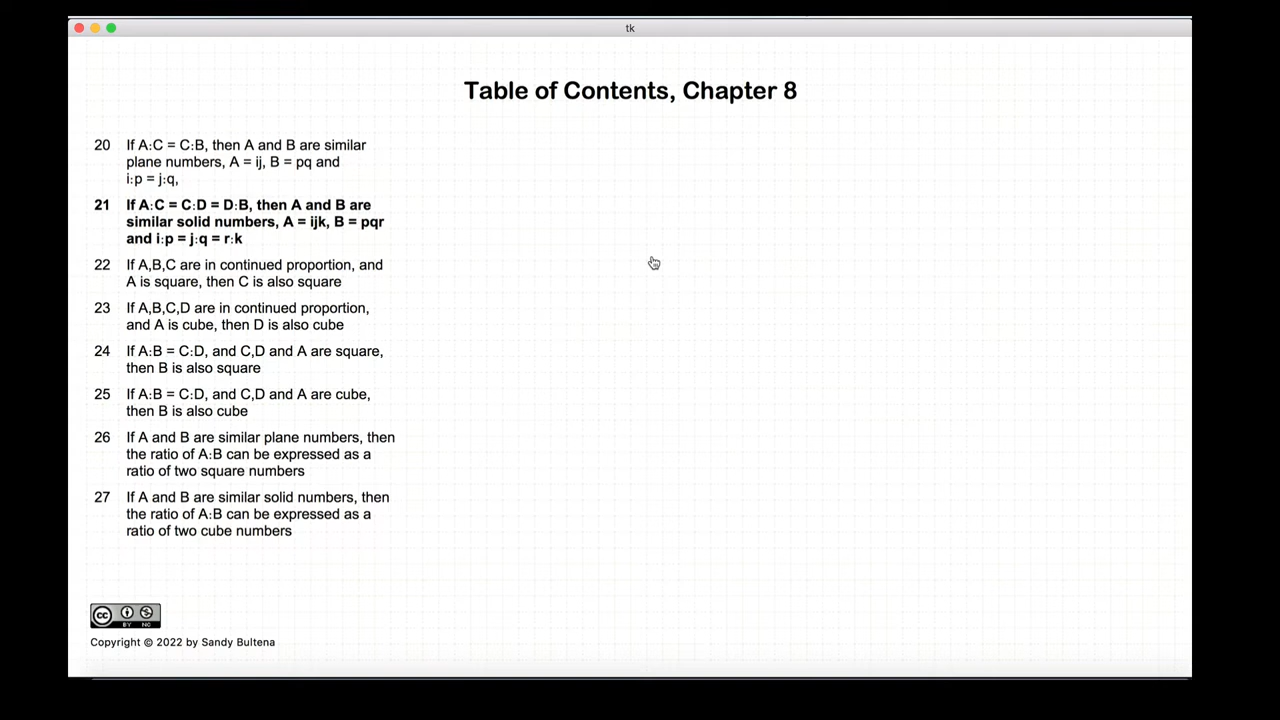 tk
Table of Contents, Chapter 8
20 If A:C = C:B, then A and B are similar
plane numbers, A = ij, B = pq and
i:p = j:q,
21 If A:C = C:D = D:B, then A and B are
similar solid numbers, A = ijk, B = pqr
and i:p = j:q = r:k
22 If A,B,C are in continued proportion, and
A is square, then C is also square
23 If A,B,C,D are in continued proportion,
and A is cube, then D is also cube
24 If A:B = C:D, and C,D and A are square,
then B is also square
25 If A:B = C:D, and C,D and A are cube,
then B is also cube
26 If A and B are similar plane numbers, then
the ratio of A:B can be expressed as a
ratio of two square numbers
27 If A and B are similar solid numbers, then
the ratio of A:B can be expressed as a
ratio of two cube numbers
cc BY NC
Copyright © 2022 by Sandy Bultena